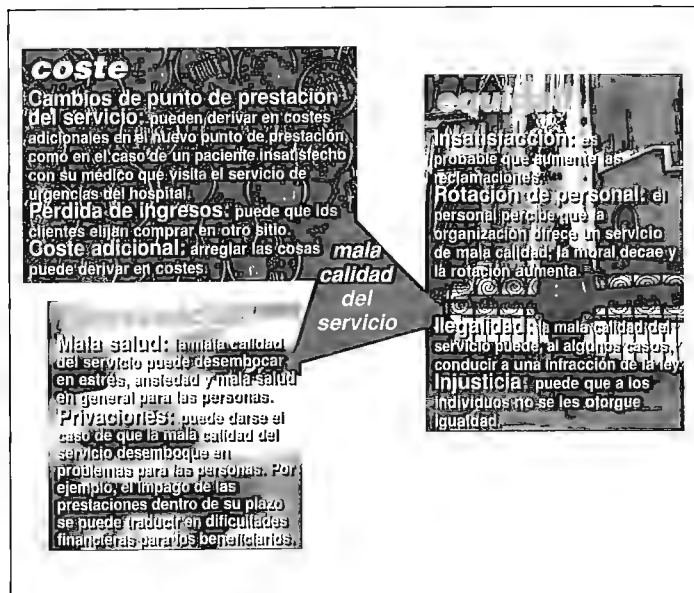 coste
Cambios de punto de prestación
del servicio: pueden derivar en costes
adicionales en el nuevo punto de prestación,
como en el caso de un paciente insatisfecho
con su médico que visita el servicio de
urgencias del hospital.
Pérdida de ingresos: puede que los
clientes elijan comprar en otro sitio.
Coste adicional: arreglar las cosas
puede derivar en costes.
mala
calidad
del
servicio
Insatisfacción: es
probable que aumente las
reclamaciones.
Rotación de personal: el
personal percibe que la
organización ofrece un servicio
de mala calidad, la moral decae y
la rotación aumenta.
Ilegalidad: la mala calidad del
servicio puede, al algunos casos,
conducir a una infracción de la ley.
Injusticia: puede que a los
individuos no se les otorgue
igualdad.
Mala salud: la mala calidad
del servicio puede desembocar
en estrés, ansiedad y mala salud
en general para las personas.
Privaciones: puede darse el
caso de que la mala calidad del
servicio desemboque en
problemas para las personas. Por
ejemplo, el impago de las
prestaciones dentro de su plazo
se puede traducir en dificultades
financieras para los beneficiarios.